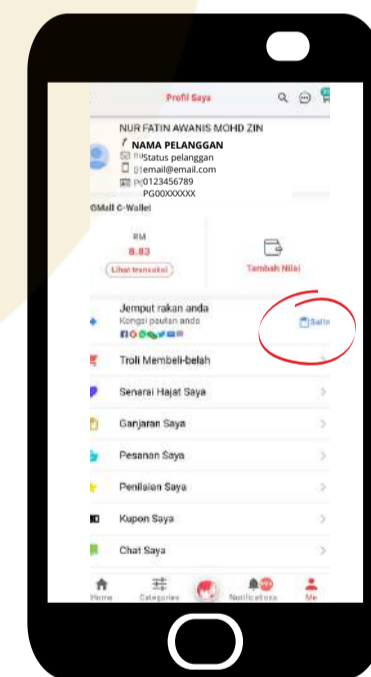 Profil Saya
NUR FATIN AWANIS MOHD ZIN
NAMA PELANGGAN
Status pelanggan
email@email.com
0123456789
PG00XXXXXX
GMall C-Wallet
RM
8.83
Lihat transaksi
Tambah Nilai
Jemput rakan anda
Kongsi pautan anda
Salin
Troli Membeli-belah
Senarai Hajat Saya
Ganjaran Saya
Pesanan Saya
Penilaian Saya
Kupon Saya
Chat Saya
Home Categories Notifications Me